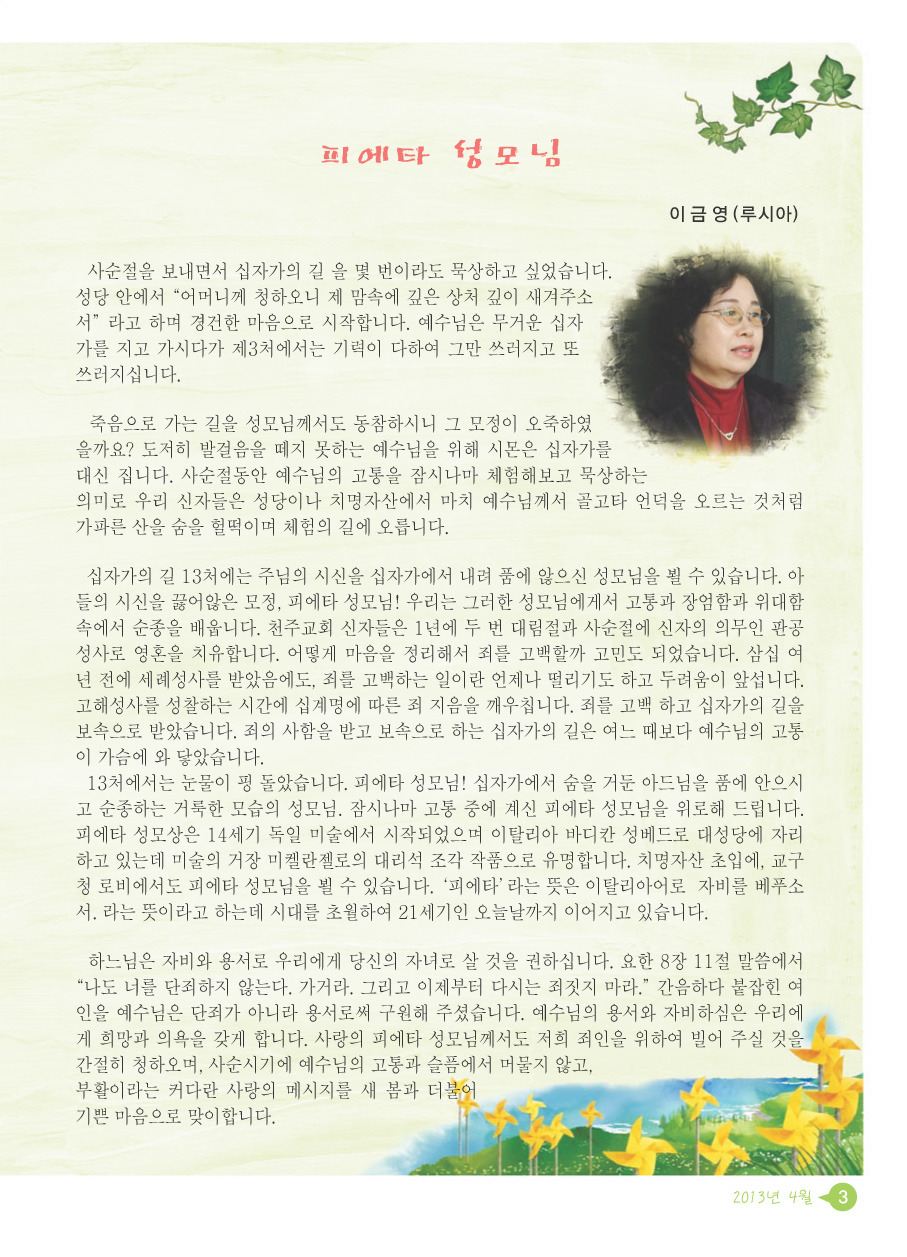 피에타 성모님
이 금 영 (루시아)
사순절을 보내면서 십자가의 길 을 몇 번이라도 묵상하고 싶었습니다.
성당 안에서 “어머니께 청하오니 제 맘속에 깊은 상처 깊이 새겨주소
서” 라고 하며 경건한 마음으로 시작합니다. 예수님은 무거운 십자
가를 지고 가시다가 제3처에서는 기력이 다하여 그만 쓰러지고 또
쓰러지십니다.
죽음으로 가는 길을 성모님께서도 동참하시니 그 모정이 오죽하였
을까요? 도저히 발걸음을 떼지 못하는 예수님을 위해 시몬은 십자가를
대신 집니다. 사순절동안 예수님의 고통을 잠시나마 체험해보고 묵상하는
의미로 우리 신자들은 성당이나 치명자산에서 마치 예수님께서 골고타 언덕을 오르는 것처럼
가파른 산을 숨을 헐떡이며 체험의 길에 오릅니다.
십자가의 길 13처에는 주님의 시신을 십자가에서 내려 품에 않으신 성모님을 뵐 수 있습니다. 아
들의 시신을 끓어않은 모정, 피에타 성모님! 우리는 그러한 성모님에게서 고통과 장엄함과 위대함
속에서 순종을 배웁니다. 천주교회 신자들은 1년에 두 번 대림절과 사순절에 신자의 의무인 판공
성사로 영혼을 치유합니다. 어떻게 마음을 정리해서 죄를 고백할까 고민도 되었습니다. 삼십 여
년 전에 세례성사를 받았음에도, 죄를 고백하는 일이란 언제나 떨리기도 하고 두려움이 앞섭니다.
고해성사를 성찰하는 시간에 십계명에 따른 죄 지음을 깨우칩니다. 죄를 고백 하고 십자가의 길을
보속으로 받았습니다. 죄의 사함을 받고 보속으로 하는 십자가의 길은 여느 때보다 예수님의 고통
이 가슴에 와 닿았습니다.
13처에서는 눈물이 핑 돌았습니다. 피에타 성모님! 십자가에서 숨을 거둔 아드님을 품에 안으시
고 순종하는 거룩한 모습의 성모님. 잠시나마 고통 중에 계신 피에타 성모님을 위로해 드립니다.
피에타 성모상은 14세기 독일 미술에서 시작되었으며 이탈리아 바디칸 성베드로 대성당에 자리
하고 있는데 미술의 거장 미켈란젤로의 대리석 조각 작품으로 유명합니다. 치명자산 초입에, 교구
청 로비에서도 피에타 성모님을 뵐 수 있습니다. ‘피에타’ 라는 뜻은 이탈리아어로 자비를 베푸소
서. 라는 뜻이라고 하는데 시대를 초월하여 21세기인 오늘날까지 이어지고 있습니다.
하느님은 자비와 용서로 우리에게 당신의 자녀로 살 것을 권하십니다. 요한 8장 11절 말씀에서
“나도 너를 단죄하지 않는다. 가거라. 그리고 이제부터 다시는 죄짓지 마라.” 간음하다 붙잡힌 여
인을 예수님은 단죄가 아니라 용서로써 구원해 주셨습니다. 예수님의 용서와 자비하심은 우리에
게 희망과 의욕을 갖게 합니다. 사랑의 피에타 성모님께서도 저희 죄인을 위하여 빌어 주실 것을
간절히 청하오며, 사순시기에 예수님의 고통과 슬픔에서 머물지 않고,
부활이라는 커다란 사랑의 메시지를 새 봄과 더불어
기쁜 마음으로 맞이합니다.
2013년 4월 3